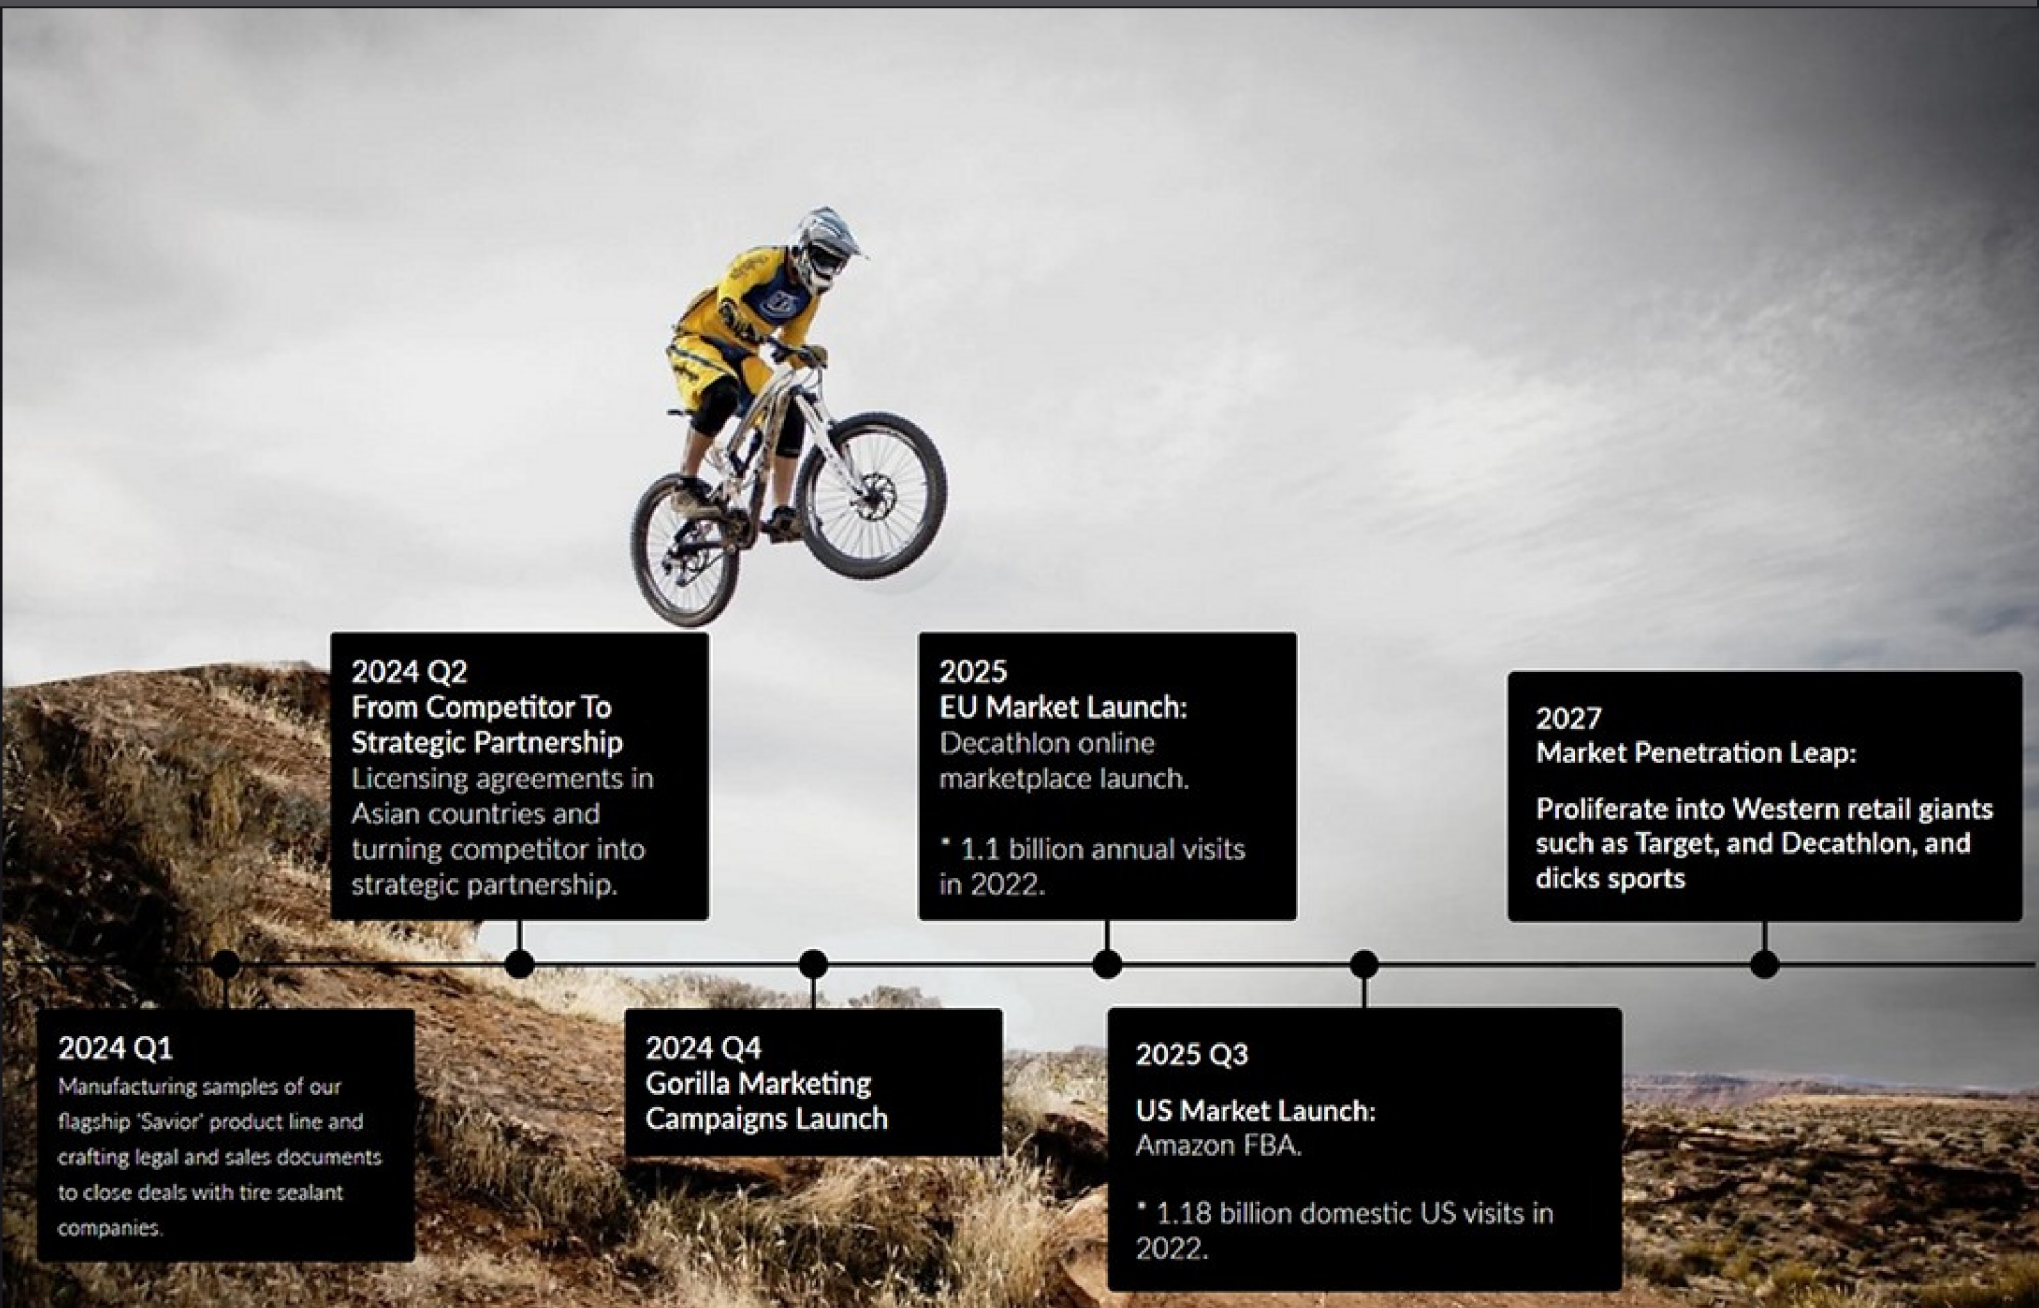 2024 Q2
From Competitor To
Strategic Partnership
Licensing agreements in
Asian countries and
turning competitor into
strategic partnership.
2025
EU Market Launch:
Decathlon online
marketplace launch.
* 1.1 billion annual visits
in 2022.
2027
Market Penetration Leap:
Proliferate into Western retail giants
such as Target, and Decathlon, and
dicks sports
2024 Q1
Manufacturing samples of our
flagship 'Savior' product line and
crafting legal and sales documents
to close deals with tire sealant
companies.
2024 Q4
Gorilla Marketing
Campaigns Launch
2025 Q3
US Market Launch:
Amazon FBA.
* 1.18 billion domestic US visits in
2022.